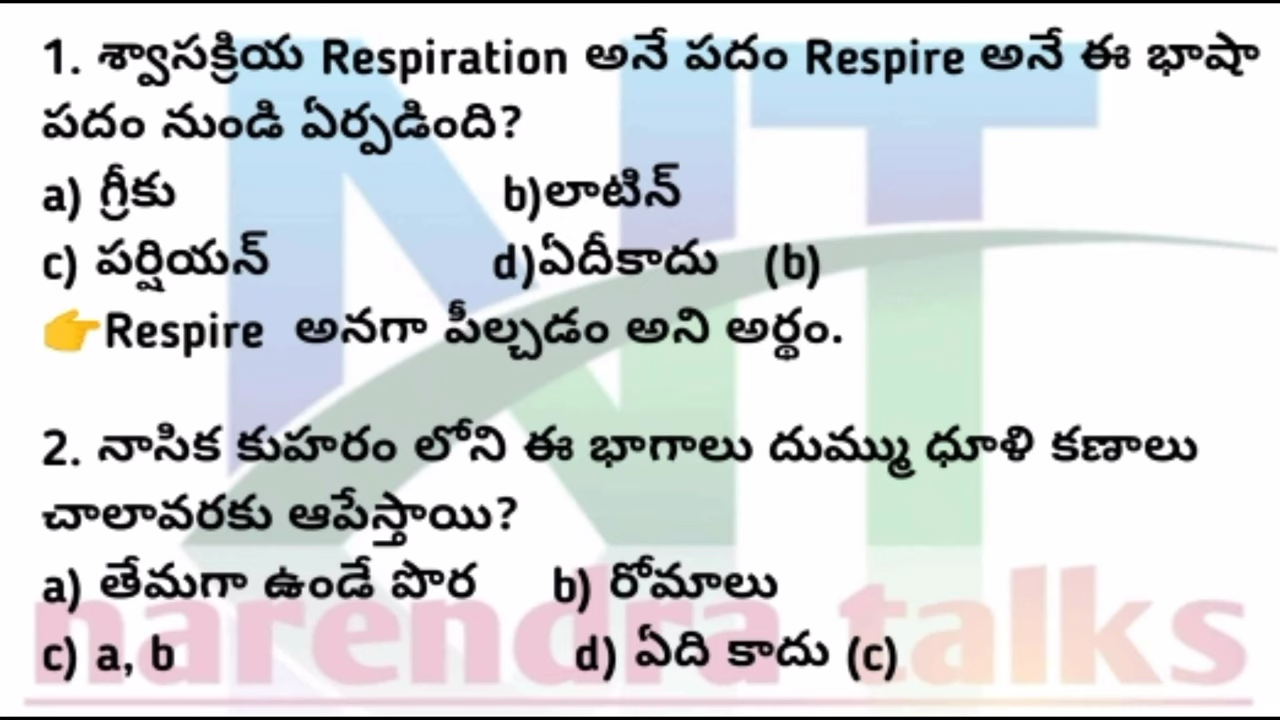 1. శ్వాసక్రియ Respiration అనే పదం Respire అనే ఈ భాషా
పదం నుండి ఏర్పడింది?
a) గ్రీకు b)లాటిన్
c) పర్షియన్ d)ఏదీకాదు (b)
👉Respire అనగా పీల్చడం అని అర్థం.
2. నాసిక కుహరం లోని ఈ భాగాలు దుమ్ము ధూళి కణాలు
చాలావరకు ఆపేస్తాయి?
a) తేమగా ఉండే పొర b) రోమాలు
c) a, b d) ఏది కాదు (c)
NT
narendra talks